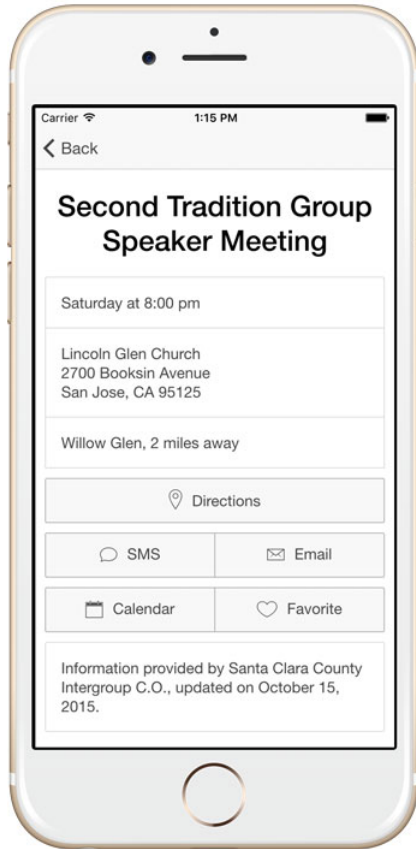 Carrier 1:15 PM
Back
Second Tradition Group
Speaker Meeting
Saturday at 8:00 pm
Lincoln Glen Church
2700 Booksin Avenue
San Jose, CA 95125
Willow Glen, 2 miles away
Directions
SMS Email
Calendar Favorite
Information provided by Santa Clara County
Intergroup C.O., updated on October 15,
2015.